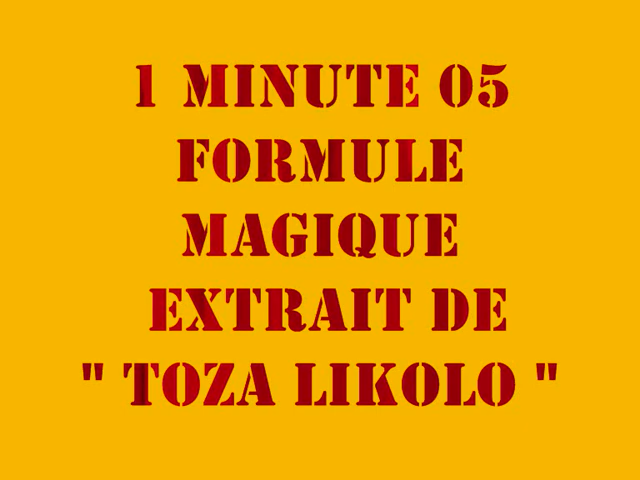 1 MINUTE 05
FORMULE
MAGIQUE
EXTRAIT DE
" TOZA LIKOLO "